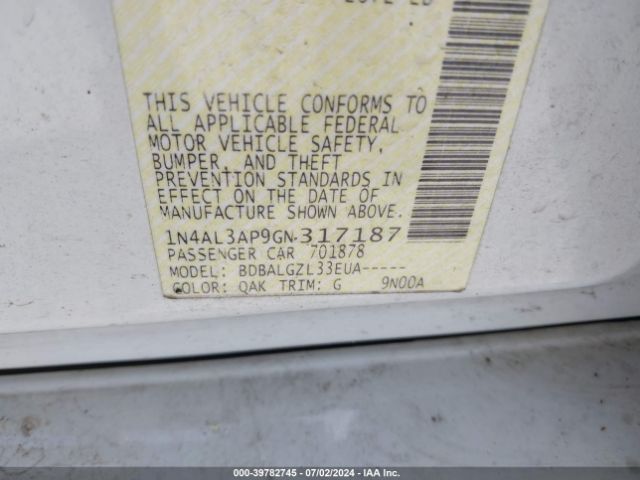 THIS VEHICLE CONFORMS TO
ALL APPLICABLE FEDERAL
MOTOR VEHICLE SAFETY,
BUMPER, AND THEFT
PREVENTION STANDARDS IN
EFFECT ON THE DATE OF
MANUFACTURE SHOWN ABOVE.
1N4AL3AP9GN-317187
PASSENGER CAR 701878
MODEL: BDBALGZL33EUA-----
COLOR: QAK TRIM: G 9N00A
000-39782745 - 07/02/2024 - IAA Inc.